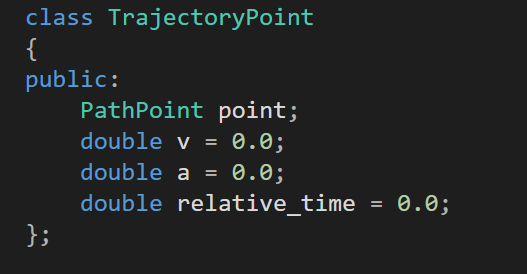 class TrajectoryPoint
{
public:
    PathPoint point;
    double v = 0.0;
    double a = 0.0;
    double relative_time = 0.0;
};